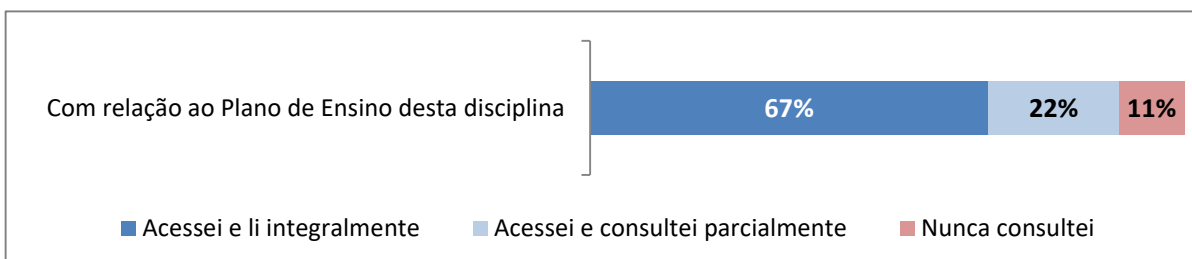 Com relação ao Plano de Ensino desta disciplina 67% 22% 11%
Acessei e li integralmente Acessei e consultei parcialmente Nunca consultei